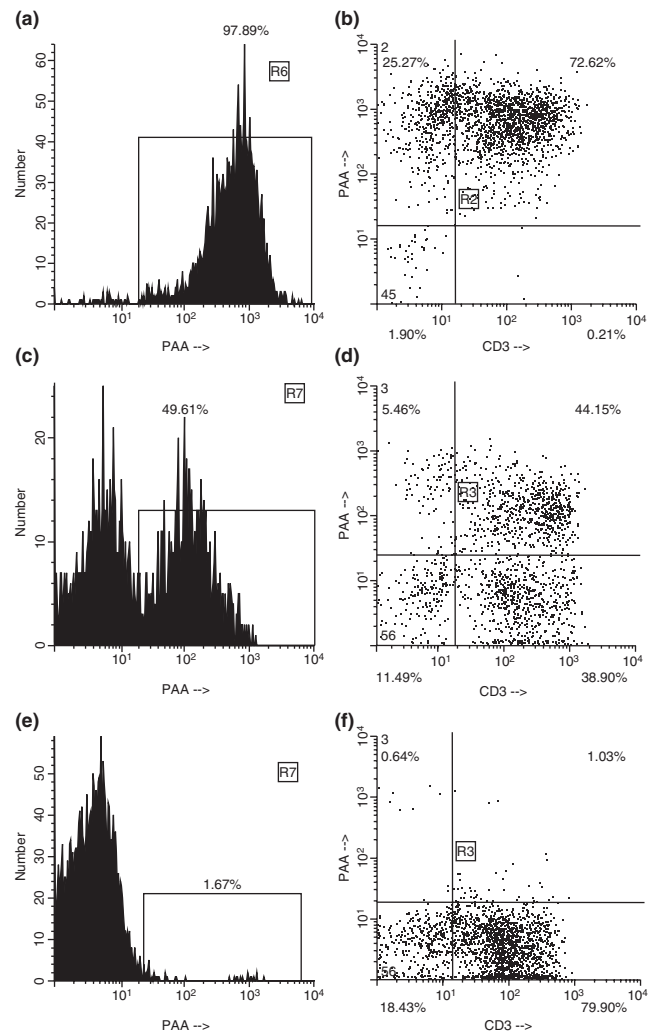 (a)
97.89%
R6
60
50
40
30
20
10
0
Number
10¹ 10² 10³ 10⁴
PAA -->
(b)
10⁴
10³
10²
10¹
PAA -->
2
25.27% 72.62%
R2
45
10¹ 10² 10³ 10⁴
1.90% CD3 --> 0.21%
(c)
49.61%
R7
20
10
0
Number
10¹ 10² 10³ 10⁴
PAA -->
(d)
10⁴
10³
10²
10¹
PAA -->
3
5.46% 44.15%
R3
56
10¹ 10² 10³ 10⁴
11.49% CD3 --> 38.90%
(e)
R7
1.67%
50
40
30
20
10
0
Number
10¹ 10² 10³ 10⁴
PAA -->
(f)
10⁴
10³
10²
10¹
PAA -->
3
0.64% 1.03%
R3
56
10¹ 10² 10³ 10⁴
18.43% CD3 --> 79.90%